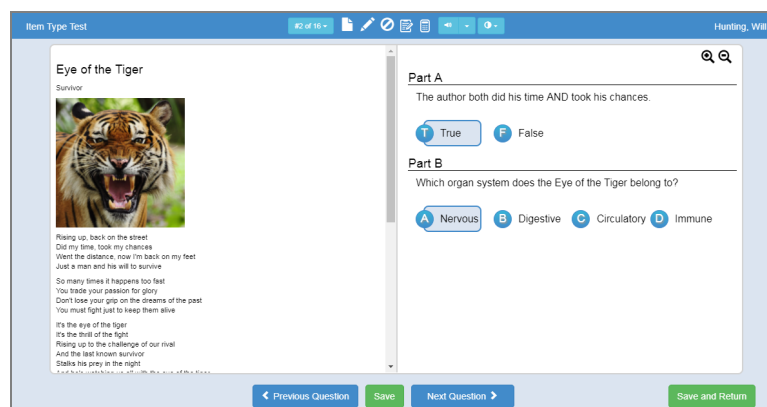 Item Type Test
#2 of 16
Hunting, Will
Eye of the Tiger
Survivor
Rising up, back on the street
Did my time, took my chances
Went the distance, now I'm back on my feet
Just a man and his will to survive
So many times it happens too fast
You trade your passion for glory
Don't lose your grip on the dreams of the past
You must fight just to keep them alive
It's the eye of the tiger
It's the thrill of the fight
Rising up to the challenge of our rival
And the last known survivor
Stalks his prey in the night
Part A
The author both did his time AND took his chances.
T True
F False
Part B
Which organ system does the Eye of the Tiger belong to?
A Nervous
B Digestive
C Circulatory
D Immune
Previous Question
Save
Next Question
Save and Return